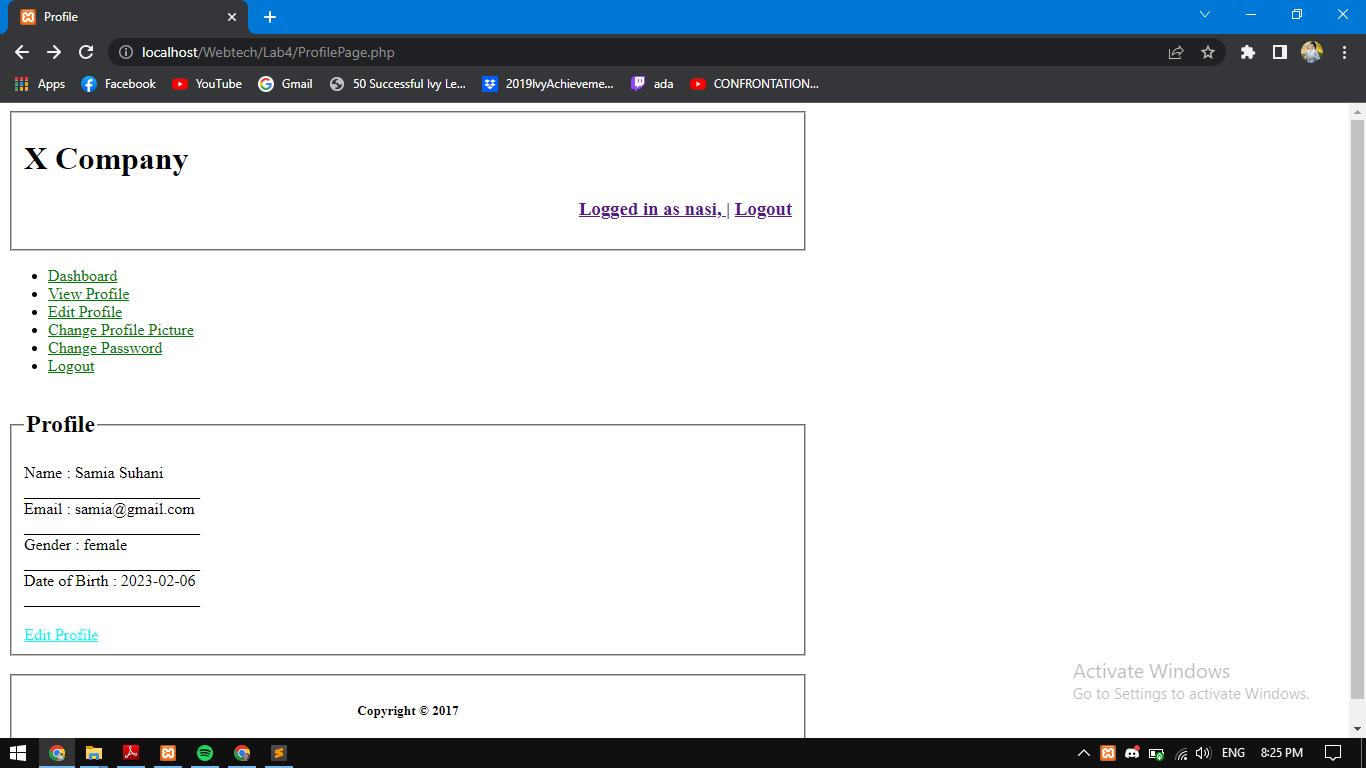 Profile
localhost/Webtech/Lab4/ProfilePage.php
Apps Facebook YouTube Gmail 50 Successful Ivy Le... 2019IvyAchieveme... ada CONFRONTATION...
X Company
Logged in as nasi, | Logout
Dashboard
View Profile
Edit Profile
Change Profile Picture
Change Password
Logout
Profile
Name : Samia Suhani
Email : samia@gmail.com
Gender : female
Date of Birth : 2023-02-06
Edit Profile
Copyright © 2017
Activate Windows
Go to Settings to activate Windows.
ENG 8:25 PM